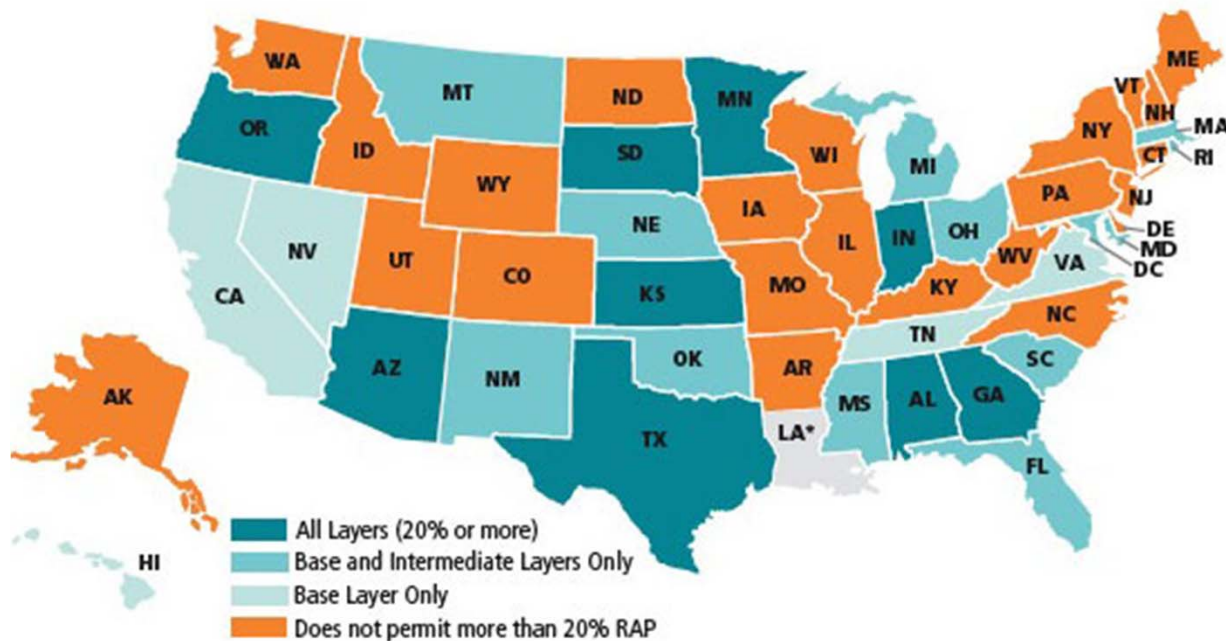 WA
MT
ND
MN
ME
VT
NH
MA
OR
ID
SD
WI
NY
CT
RI
WY
MI
PA
NJ
NE
IA
DE
MD
DC
NV
UT
CO
IL
IN
OH
WV
VA
CA
KS
MO
KY
NC
AZ
NM
OK
AR
TN
SC
AK
TX
LA*
MS
AL
GA
FL
HI
All Layers (20% or more)
Base and Intermediate Layers Only
Base Layer Only
Does not permit more than 20% RAP